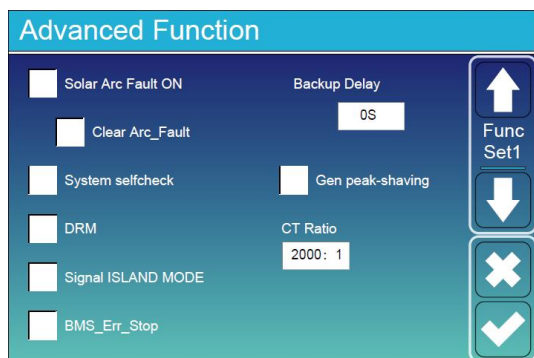 Advanced Function
Solar Arc Fault ON
Backup Delay
0S
Clear Arc_Fault
Func
Set1
System selfcheck
Gen peak-shaving
DRM
CT Ratio
2000: 1
Signal ISLAND MODE
BMS_Err_Stop